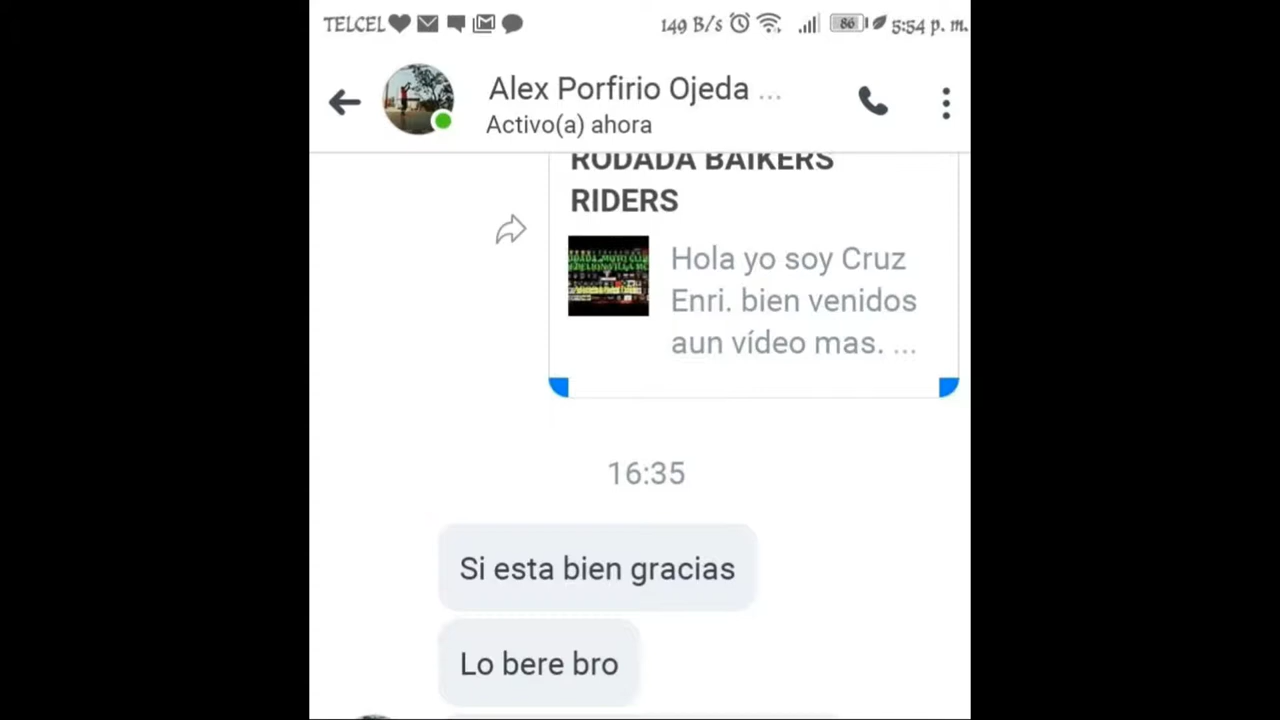 TELCEL 149 B/s 86 5:54 p. m.
Alex Porfirio Ojeda ...
Activo(a) ahora
RODADA BAIKERS
RIDERS
Hola yo soy Cruz
Enri. bien venidos
aun vídeo mas. ...
16:35
Si esta bien gracias
Lo bere bro